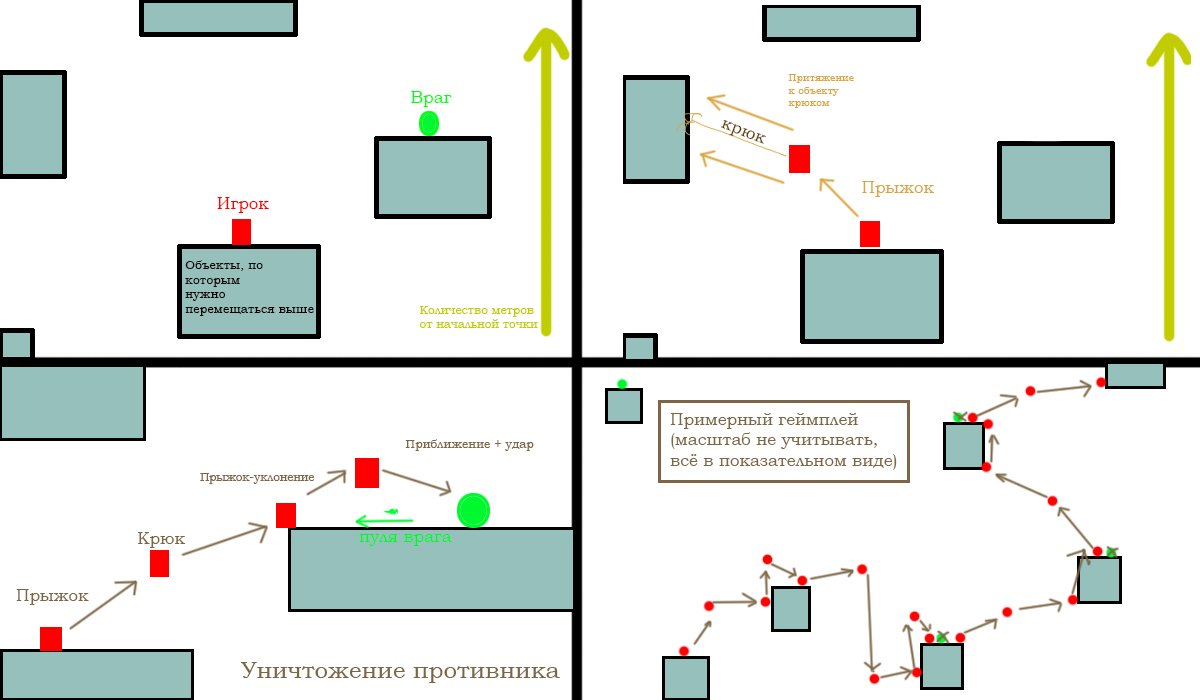 Враг
Игрок
Объекты, по
которым
нужно
перемещаться выше
Количество метров
от начальной точки
Притяжение
к объекту
крюком
крюк
Прыжок
Приближение + удар
Прыжок-уклонение
пуля врага
Крюк
Прыжок
Уничтожение противника
Примерный геймплей
(масштаб не учитывать,
всё в показательном виде)